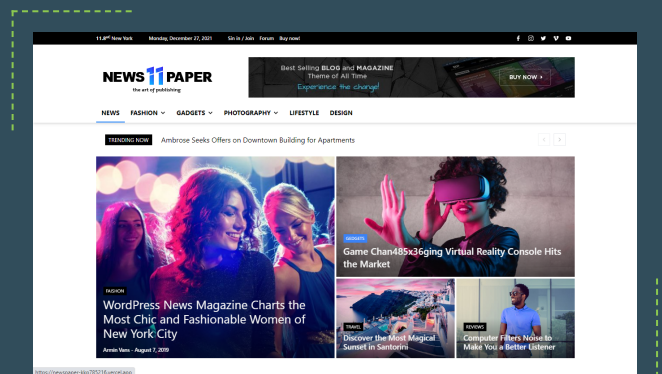 11.8ᵒᶜ New York Monday, December 27, 2021 Sin in / Join Forum Buy now!
NEWS 11 PAPER
the art of publishing
Best Selling BLOG and MAGAZINE
Theme of All Time
Experience the change!
BUY NOW
NEWS FASHION GADGETS PHOTOGRAPHY LIFESTYLE DESIGN
TRENDING NOW Ambrose Seeks Offers on Downtown Building for Apartments
FAISHON
WordPress News Magazine Charts the
Most Chic and Fashionable Women of
New York City
Armin Vans - August 7, 2019
GEDGETS
Game Chan485x36ging Virtual Reality Console Hits
the Market
TRAVEL
Discover the Most Magical
Sunset in Santorini
REVIEWS
Computer Filters Noise to
Make You a Better Listener